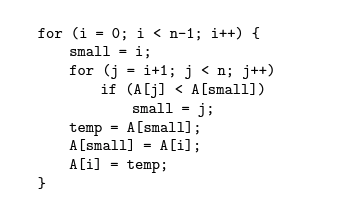 for (i = 0; i < n-1; i++) {
    small = i;
    for (j = i+1; j < n; j++)
        if (A[j] < A[small])
            small = j;
    temp = A[small];
    A[small] = A[i];
    A[i] = temp;
}